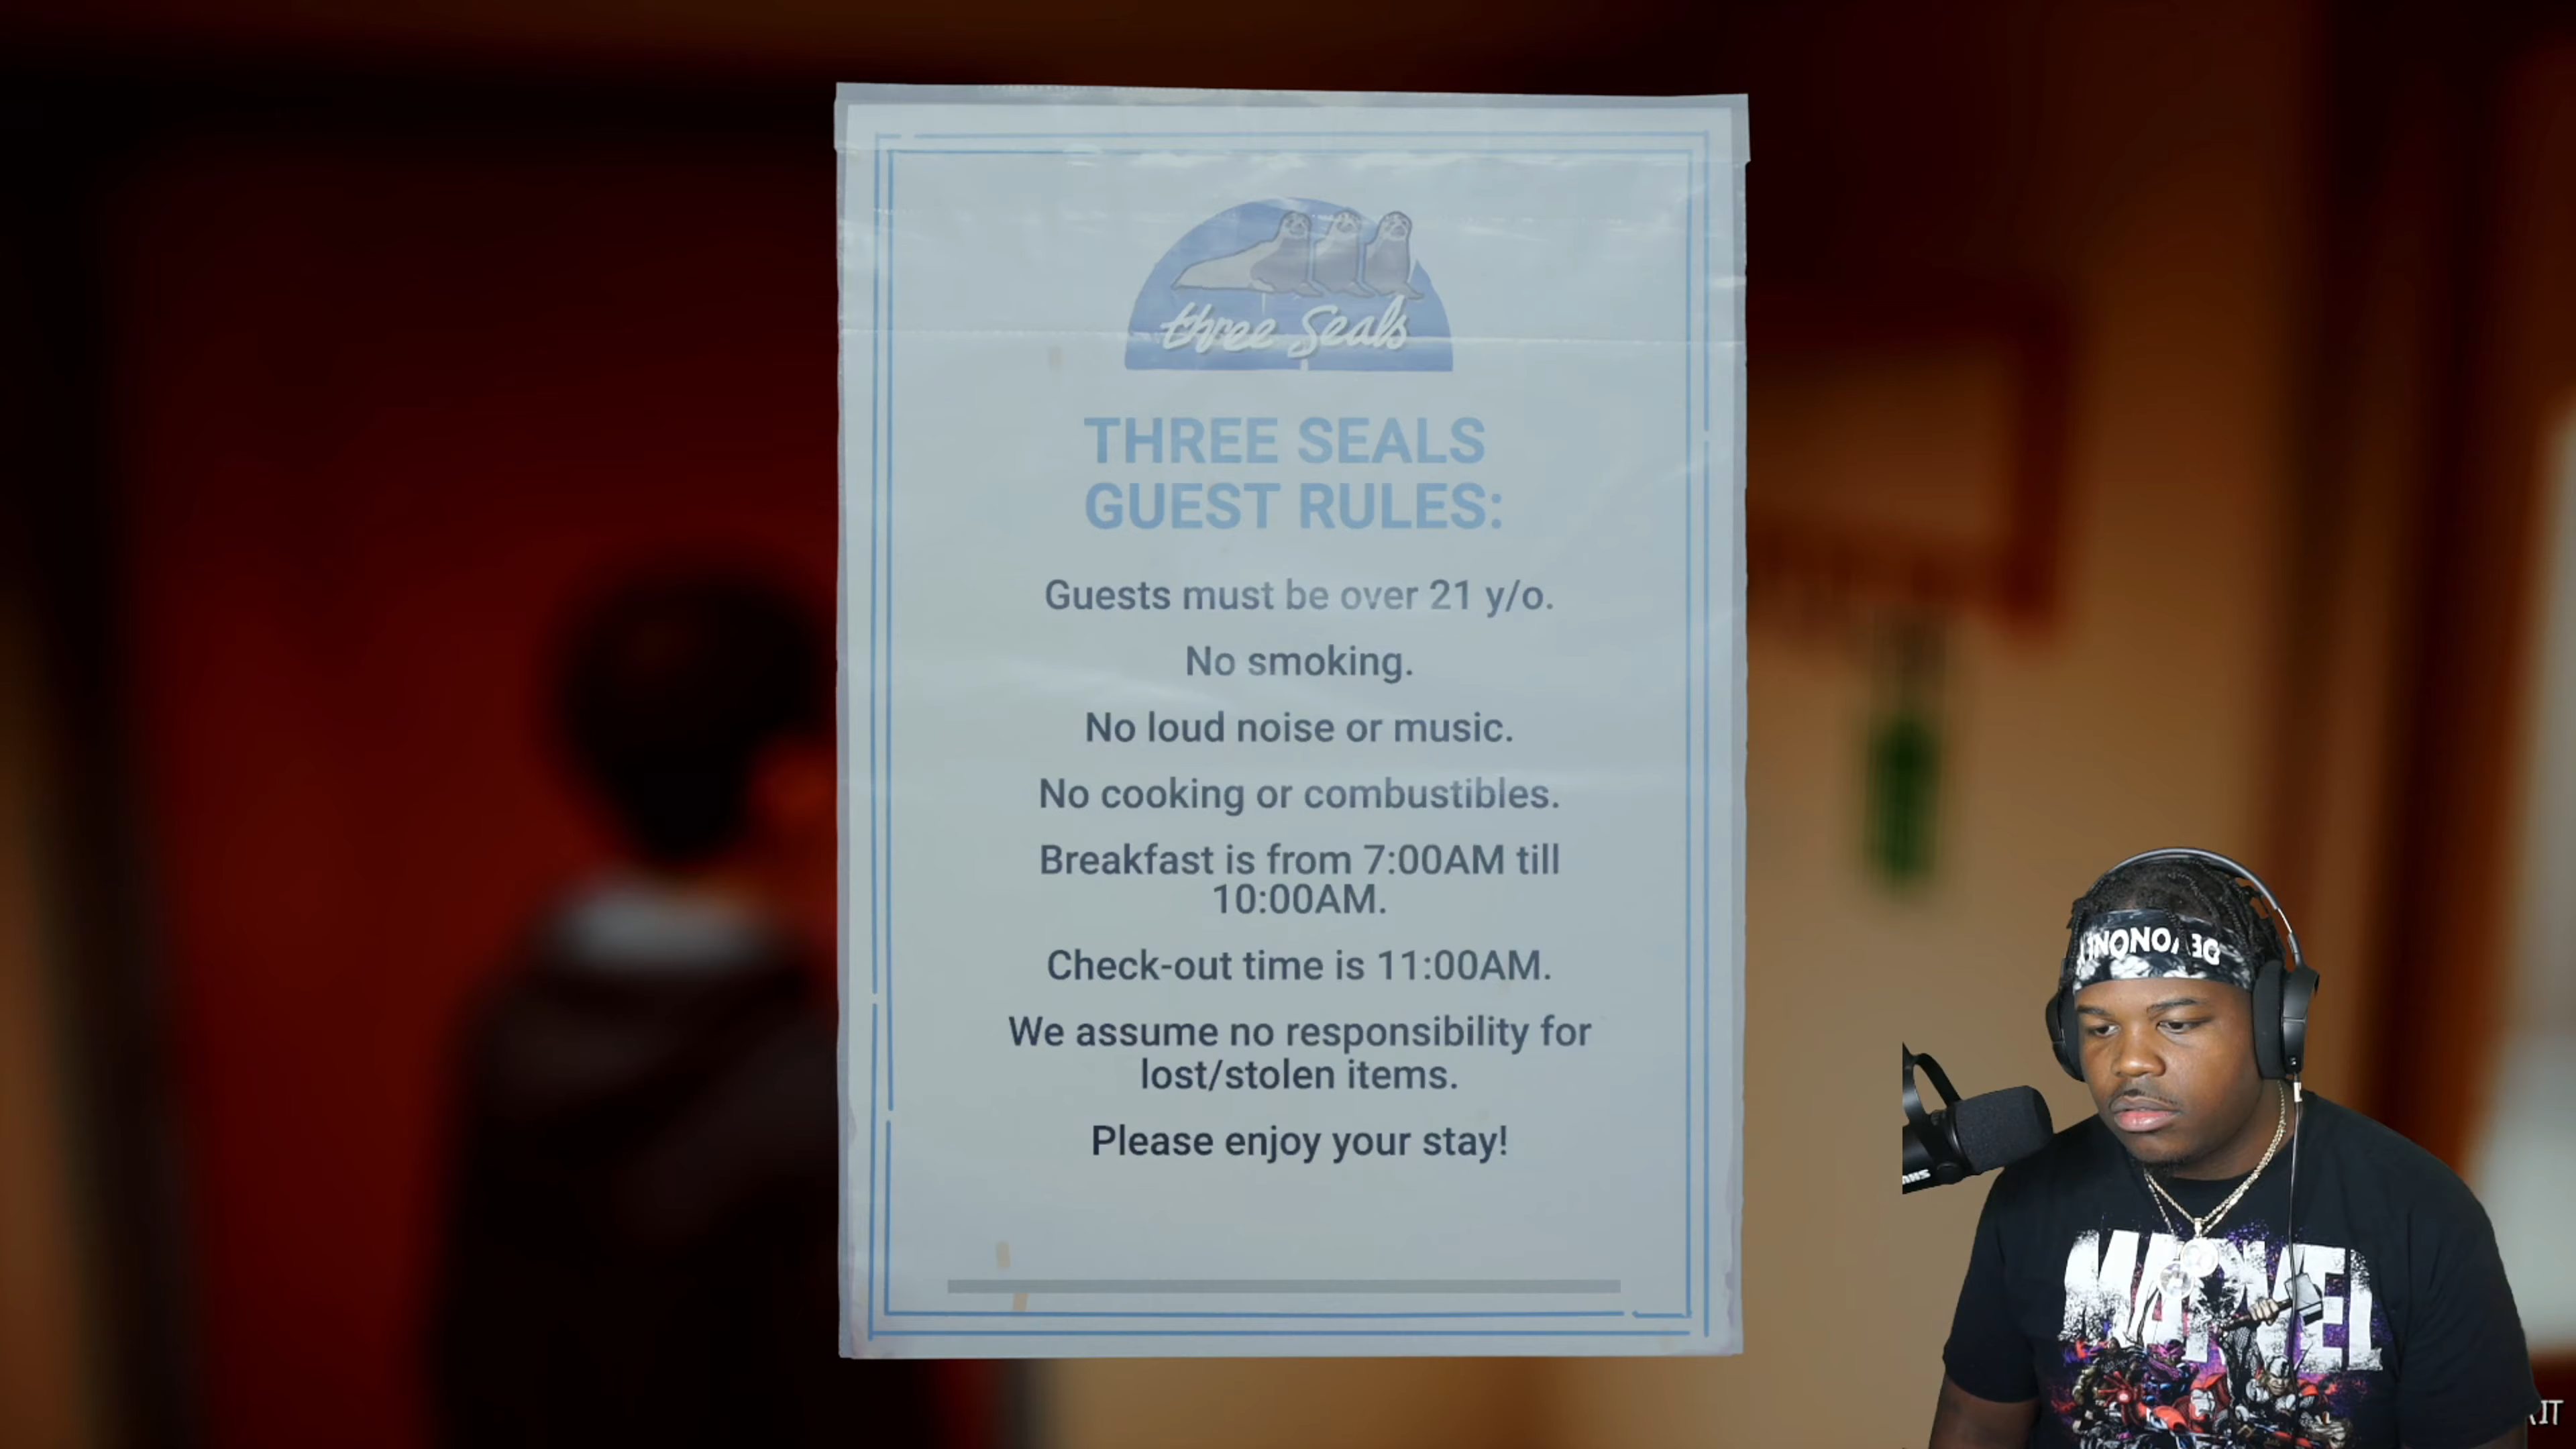 three Seals
THREE SEALS
GUEST RULES:
Guests must be over 21 y/o.
No smoking.
No loud noise or music.
No cooking or combustibles.
Breakfast is from 7:00AM till
10:00AM.
Check-out time is 11:00AM.
We assume no responsibility for
lost/stolen items.
Please enjoy your stay!
MARVEL